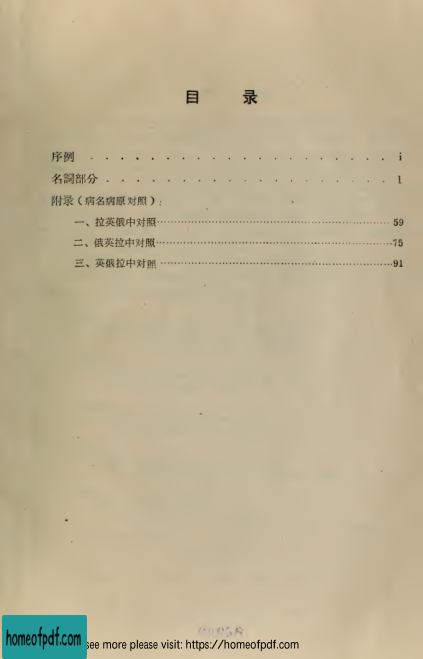 目 录
序例 . . . . . . . . . . . . . . . . . . . . i
名詞部分 . . . . . . . . . . . . . . . . . . . 1
附录（病名病原对照）：
一、拉英俄中对照…………………………………………………… 59
二、俄英拉中对照……………………………………………………75
三、英俄拉中对照 ……………………………………………………91
homeofpdf.com
see more please visit: https://homeofpdf.com